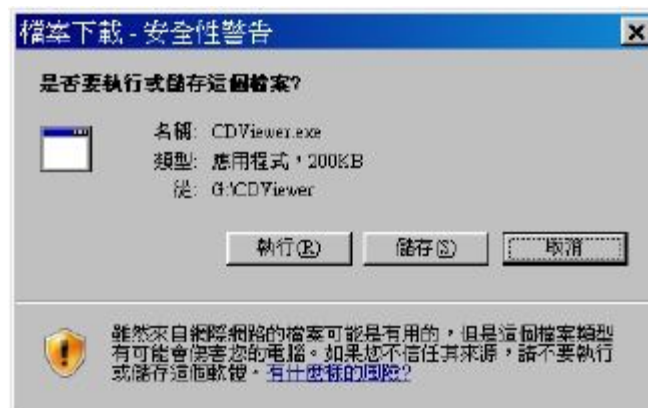 檔案下載 - 安全性警告
是否要執行或儲存這個檔案?
名稱: CDViewer.exe
類型: 應用程式,200KB
從: G:\CDViewer
執行(R) 儲存(S) 取消
雖然來自網際網路的檔案可能是有用的,但是這個檔案類型
有可能會傷害您的電腦。如果您不信任其來源,請不要執行
或儲存這個軟體。有什麼樣的風險?